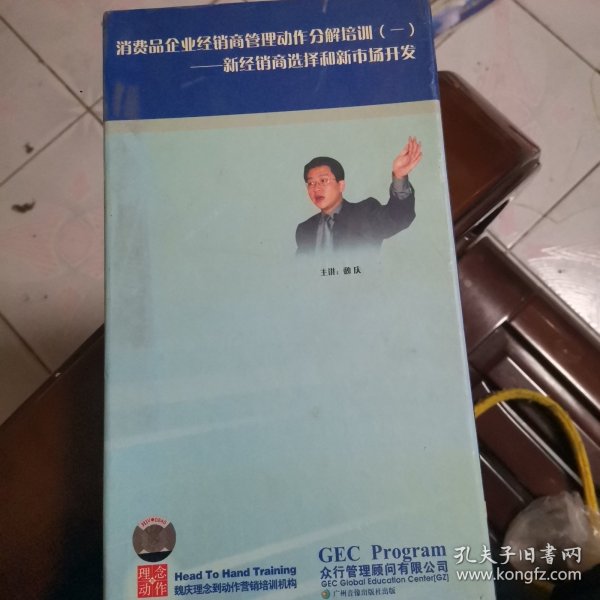 消费品企业经销商管理动作分解培训(一)
——新经销商选择和新市场开发
主讲：魏庆
理念
动作
Head To Hand Training
魏庆理念到动作营销培训机构
GEC Program
众行管理顾问有限公司
GEC Global Education Center[GZ]
广州音像出版社出版
孔夫子旧书网
www.kongfz.com